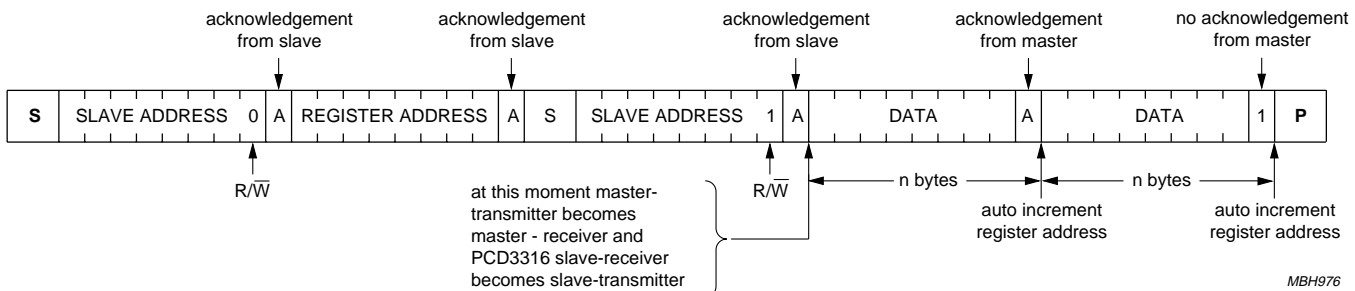 acknowledgement
from slave
acknowledgement
from slave
acknowledgement
from slave
acknowledgement
from master
no acknowledgement
from master
S SLAVE ADDRESS 0 A REGISTER ADDRESS A S SLAVE ADDRESS 1 A DATA A DATA 1 P
R/W̅
R/W̅
n bytes
n bytes
at this moment master-
transmitter becomes
master - receiver and
PCD3316 slave-receiver
becomes slave-transmitter
auto increment
register address
auto increment
register address
MBH976